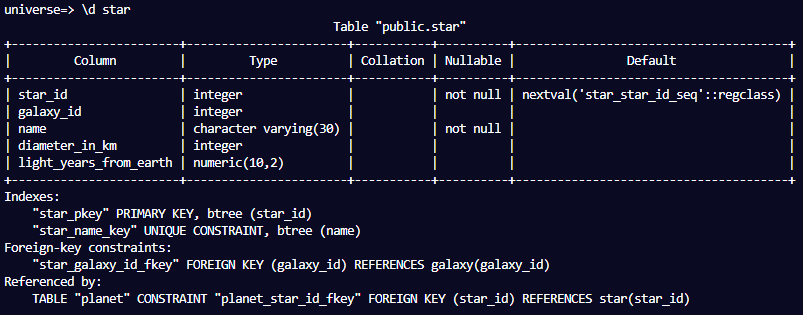 universe=> \d star
Table "public.star"
+----------------------+-----------------------+-----------+----------+---------------------------------------+
| Column | Type | Collation | Nullable | Default |
+----------------------+-----------------------+-----------+----------+---------------------------------------+
| star_id | integer | | not null | nextval('star_star_id_seq'::regclass) |
| galaxy_id | integer | | | |
| name | character varying(30) | | not null | |
| diameter_in_km | integer | | | |
| light_years_from_earth | numeric(10,2) | | | |
+----------------------+-----------------------+-----------+----------+---------------------------------------+
Indexes:
"star_pkey" PRIMARY KEY, btree (star_id)
"star_name_key" UNIQUE CONSTRAINT, btree (name)
Foreign-key constraints:
"star_galaxy_id_fkey" FOREIGN KEY (galaxy_id) REFERENCES galaxy(galaxy_id)
Referenced by:
TABLE "planet" CONSTRAINT "planet_star_id_fkey" FOREIGN KEY (star_id) REFERENCES star(star_id)